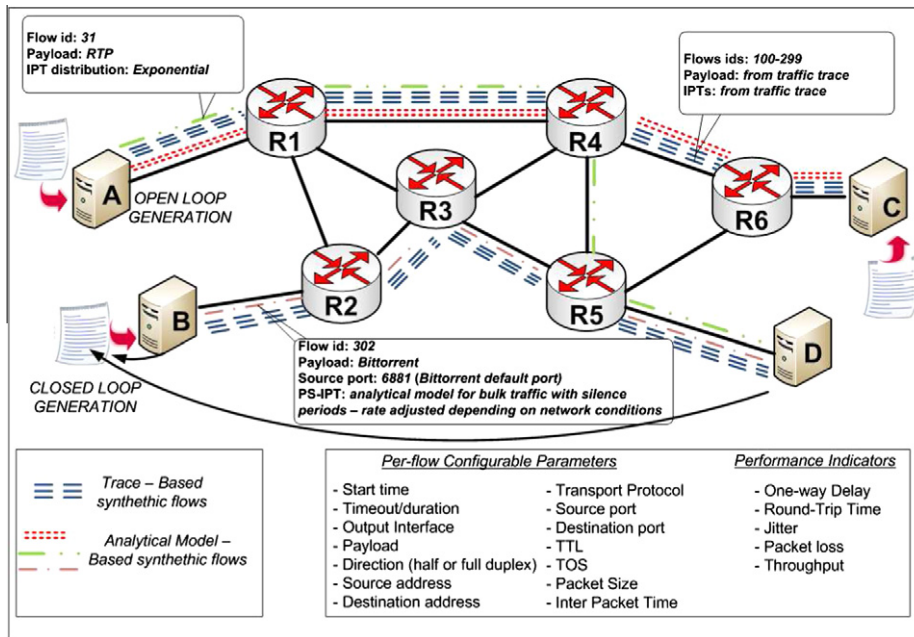 Flow id: 31
Payload: RTP
IPT distribution: Exponential
Flows ids: 100-299
Payload: from traffic trace
IPTs: from traffic trace
R1
R4
A
OPEN LOOP
GENERATION
R3
R6
C
R2
R5
B
D
CLOSED LOOP
GENERATION
Flow id: 302
Payload: Bittorrent
Source port: 6881 (Bittorrent default port)
PS-IPT: analytical model for bulk traffic with silence
periods – rate adjusted depending on network conditions
Trace – Based
synthethic flows
Analytical Model –
Based synthethic flows
Per-flow Configurable Parameters
- Start time
- Timeout/duration
- Output Interface
- Payload
- Direction (half or full duplex)
- Source address
- Destination address
- Transport Protocol
- Source port
- Destination port
- TTL
- TOS
- Packet Size
- Inter Packet Time
Performance Indicators
- One-way Delay
- Round-Trip Time
- Jitter
- Packet loss
- Throughput